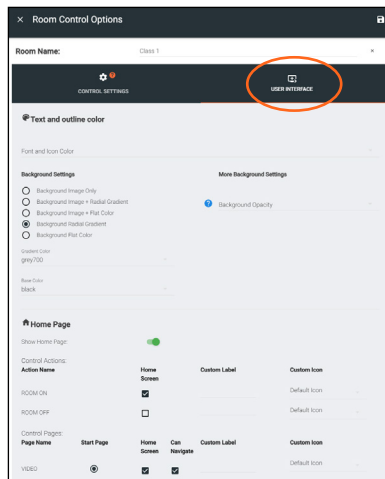 × Room Control Options
Room Name: Class 1 ×
CONTROL SETTINGS
USER INTERFACE
Text and outline color
Font and Icon Color
Background Settings
More Background Settings
Background Image Only
Background Image + Radial Gradient
Background Image + Flat Color
Background Radial Gradient
Background Flat Color
? Background Opacity
Gradient Color
grey700
Base Color
black
Home Page
Show Home Page:
Control Actions:
Action Name Home Screen Custom Label Custom Icon
ROOM ON Default Icon
ROOM OFF Default Icon
Control Pages:
Page Name Start Page Home Screen Can Navigate Custom Label Custom Icon
VIDEO Default Icon